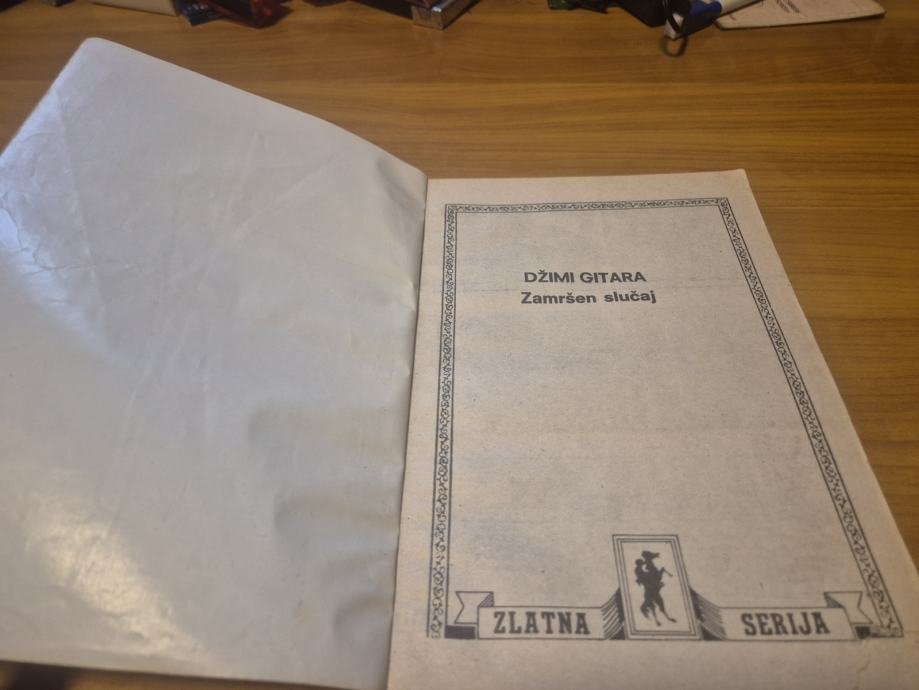 DŽIMI GITARA
Zamršen slučaj
ZLATNA SERIJA